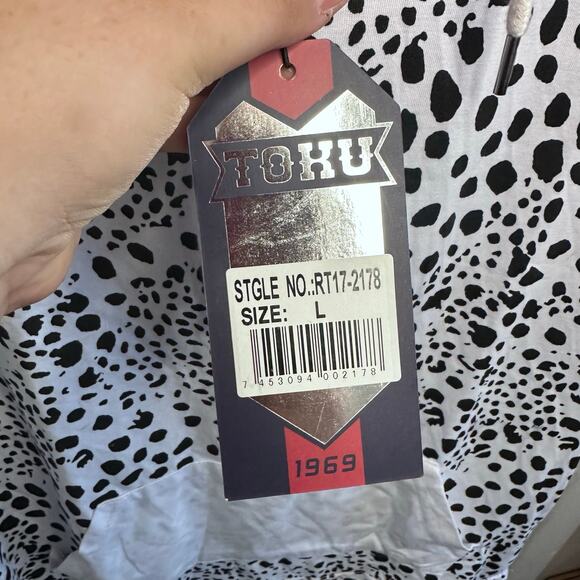 TOKU
STGLE NO.:RT17-2178
SIZE: L
7 453094 002178
1969